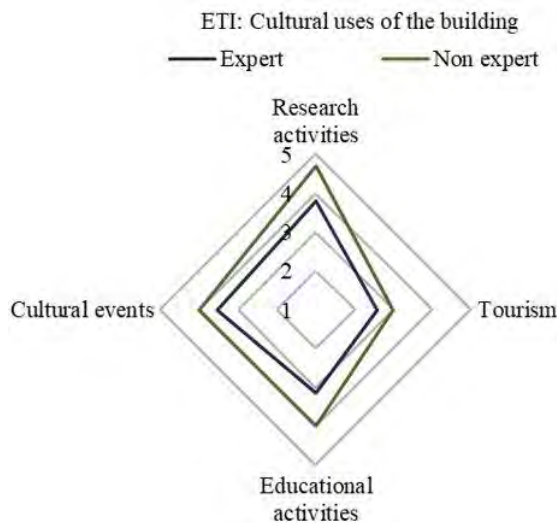 ETI: Cultural uses of the building
Expert
Non expert
Research
activities
5
4
3
2
1
Cultural events
Tourism
Educational
activities